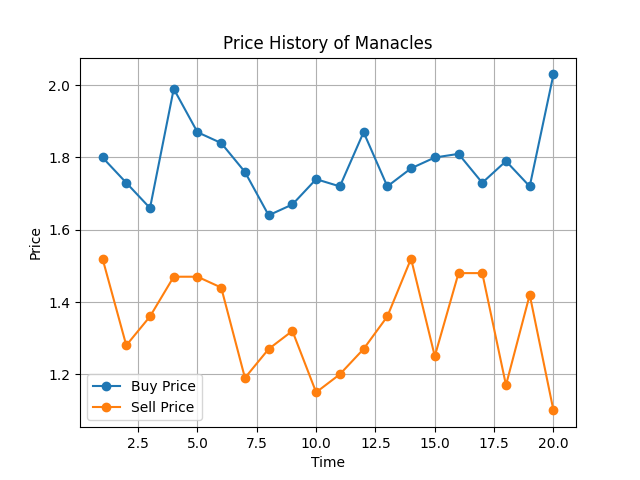 Price History of Manacles
Price
2.0
1.8
1.6
1.4
1.2
Buy Price
Sell Price
2.5 5.0 7.5 10.0 12.5 15.0 17.5 20.0
Time